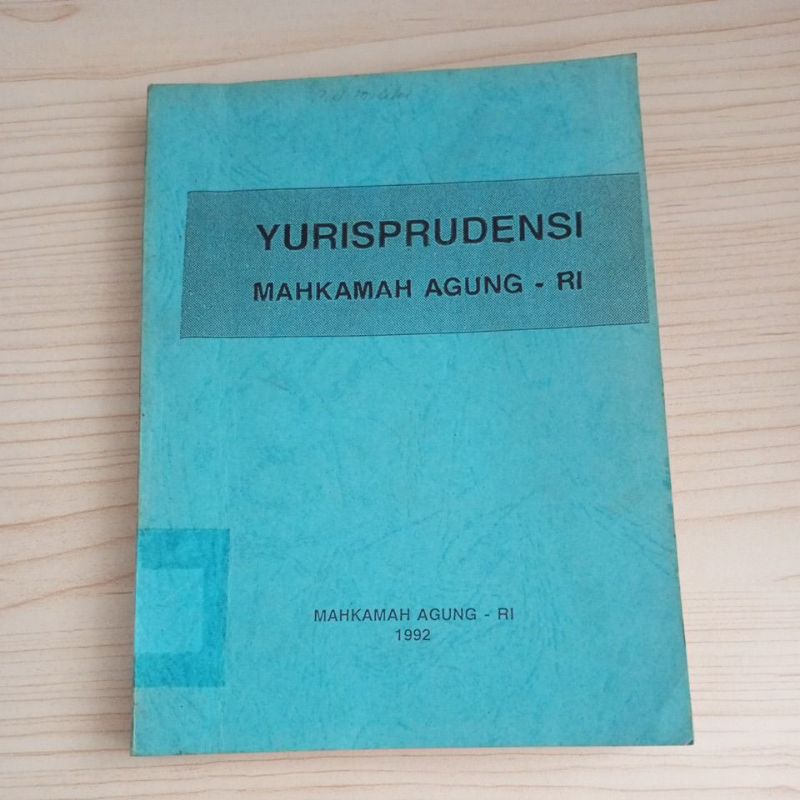 YURISPRUDENSI
MAHKAMAH AGUNG - RI
MAHKAMAH AGUNG - RI
1992